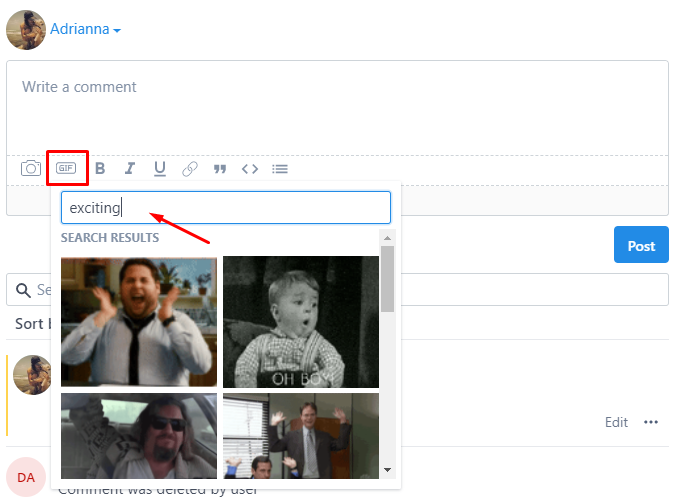 Adrianna
Write a comment
GIF B I U
exciting
SEARCH RESULTS
Post
Se
OH BOY!
Sort b
Edit
DA
Comment was deleted by user